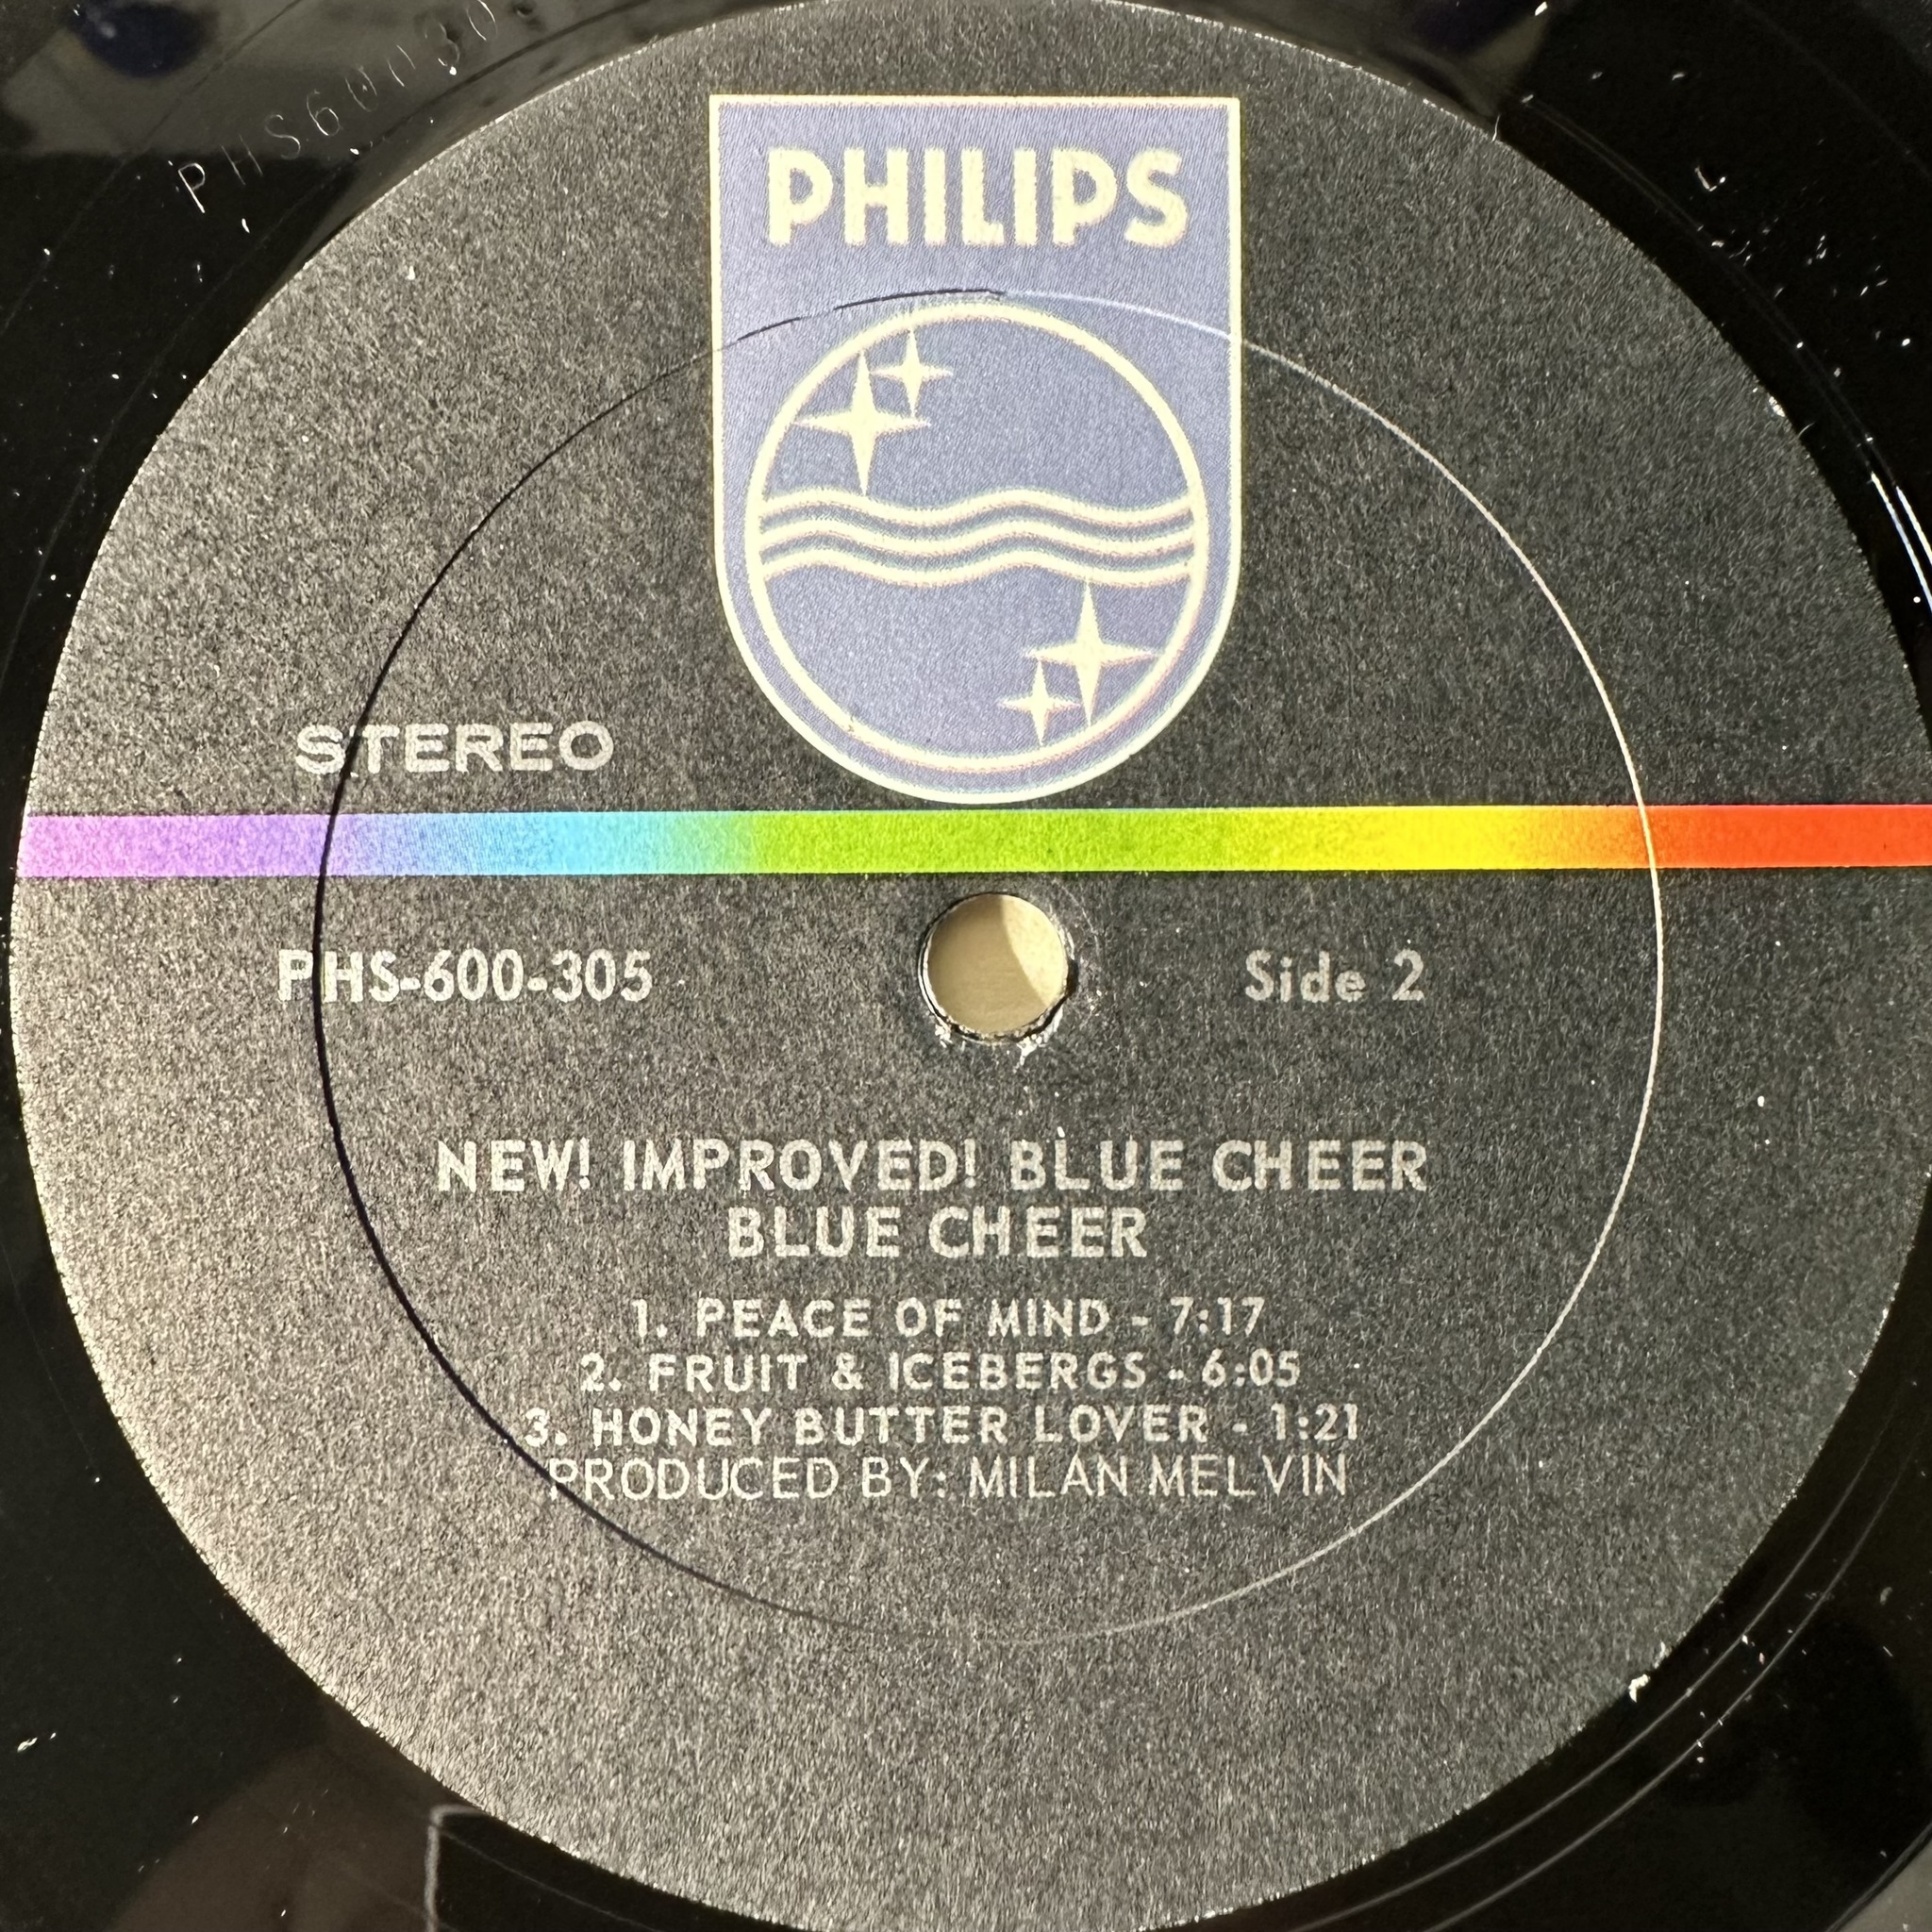 PHS60030
PHILIPS
STEREO
PHS-600-305
Side 2
NEW! IMPROVED! BLUE CHEER
BLUE CHEER
1. PEACE OF MIND - 7:17
2. FRUIT & ICEBERGS - 6:05
3. HONEY BUTTER LOVER - 1:21
PRODUCED BY: MILAN MELVIN